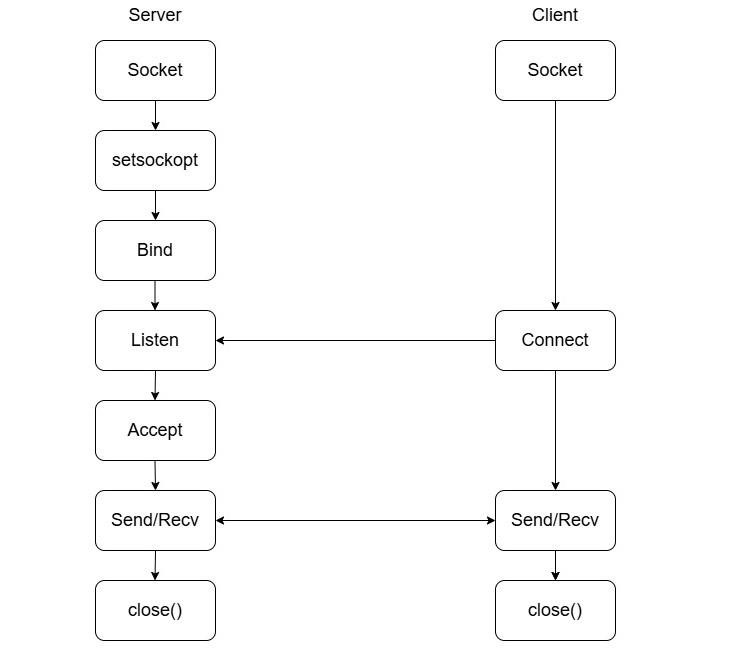 Server
Client
Socket
Socket
setsockopt
Bind
Listen
Connect
Accept
Send/Recv
Send/Recv
close()
close()